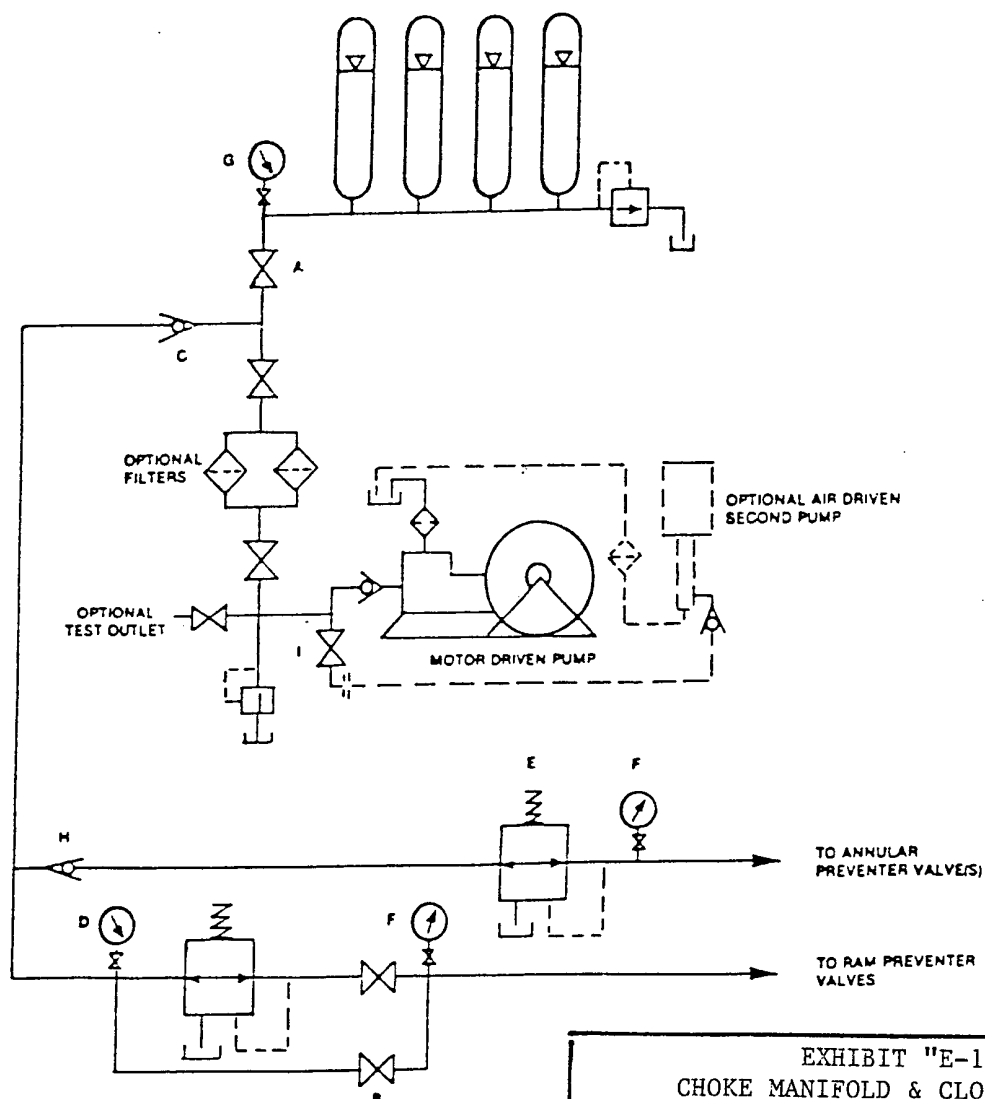 G
A
C
OPTIONAL
FILTERS
OPTIONAL AIR DRIVEN
SECOND PUMP
OPTIONAL
TEST OUTLET
I
MOTOR DRIVEN PUMP
E
F
H
TO ANNULAR
PREVENTER VALVE(S)
D
F
TO RAM PREVENTER
VALVES
EXHIBIT "E-1
CHOKE MANIFOLD & CLO